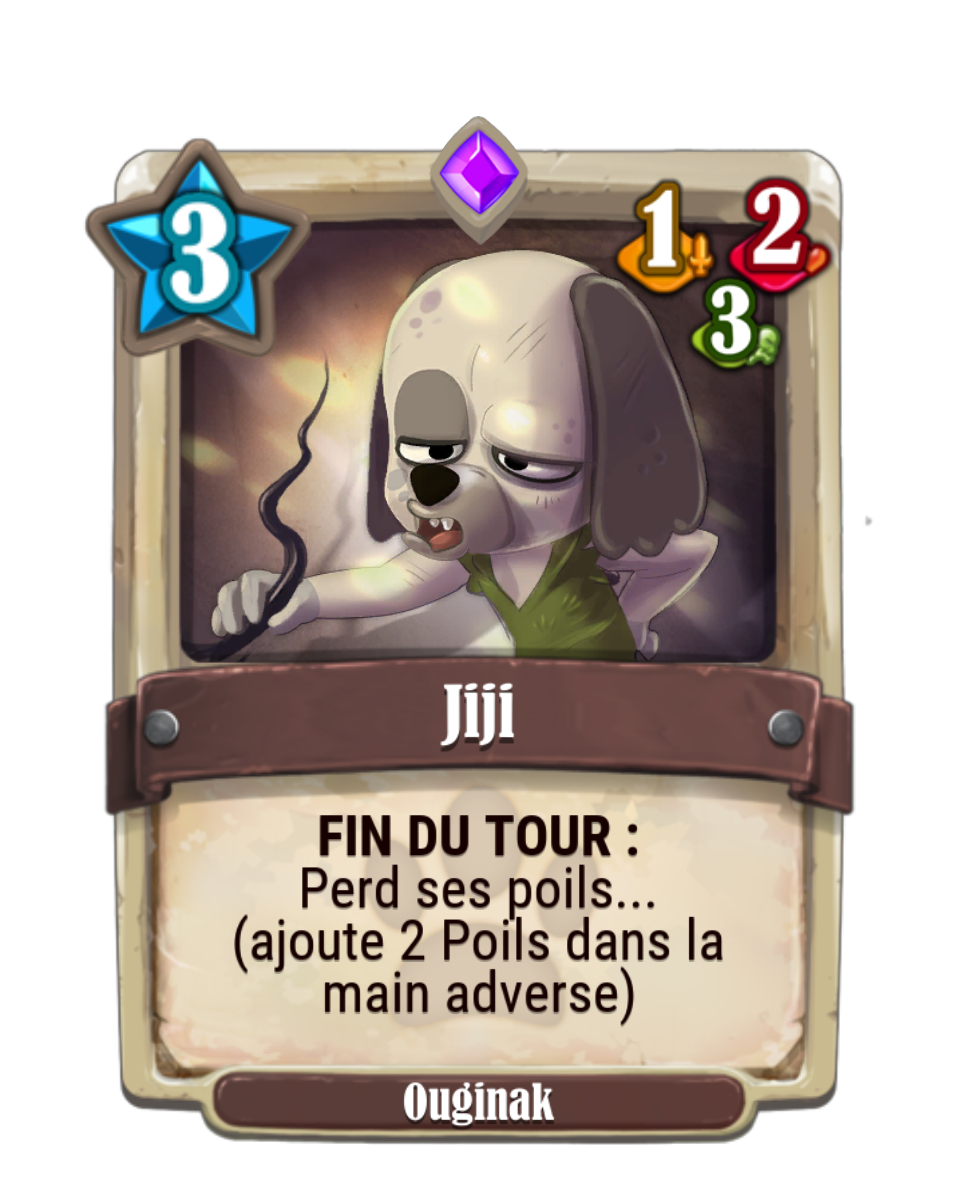 3
1
2
3
Jiji
FIN DU TOUR :
Perd ses poils...
(ajoute 2 Poils dans la
main adverse)
Ouginak